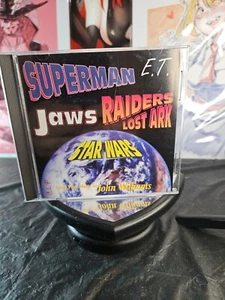 SUPERMAN E.T.
Jaws RAIDERS
LOST ARK
STAR WARS
John Williams